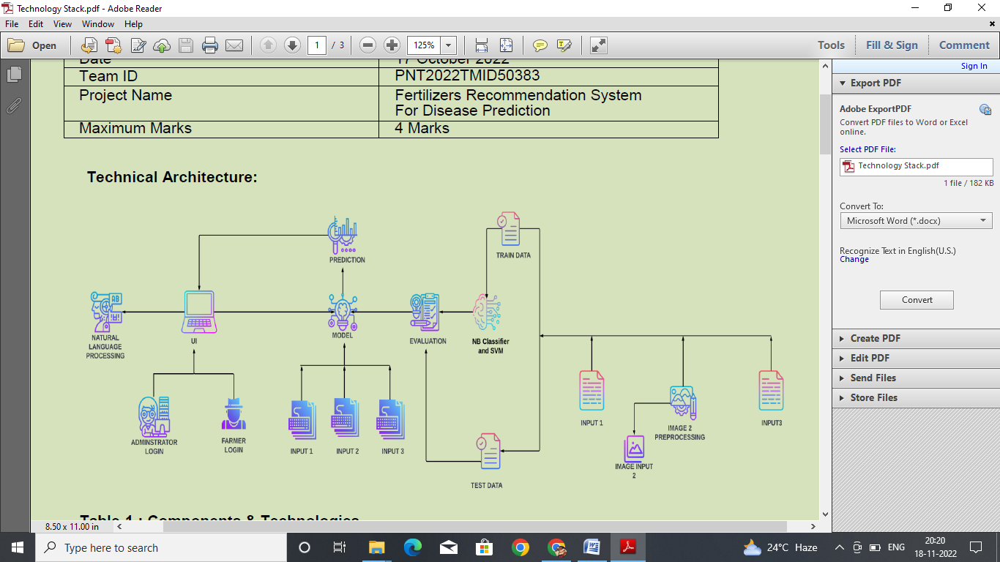 Technology Stack.pdf - Adobe Reader
File Edit View Window Help
Open
1 / 3
125%
Tools
Fill & Sign
Comment
Sign In
Date
17 October 2022
Team ID
PNT2022TMID50383
Project Name
Fertilizers Recommendation System
For Disease Prediction
Maximum Marks
4 Marks
Technical Architecture:
PREDICTION
TRAIN DATA
AB
NATURAL
LANGUAGE
PROCESSING
UI
MODEL
EVALUATION
NB Classifier
and SVM
ADMINSTRATOR
LOGIN
FARMER
LOGIN
INPUT 1
INPUT 2
INPUT 3
TEST DATA
INPUT 1
IMAGE 2
PREPROCESSING
IMAGE INPUT
2
INPUT3
Table 1 : Components & Technologies
8.50 x 11.00 in
Export PDF
Adobe ExportPDF
Convert PDF files to Word or Excel
online.
Select PDF File:
Technology Stack.pdf
1 file / 182 KB
Convert To:
Microsoft Word (*.docx)
Recognize Text in English(U.S.)
Change
Convert
Create PDF
Edit PDF
Send Files
Store Files
Type here to search
24°C Haze
ENG
20:20
18-11-2022